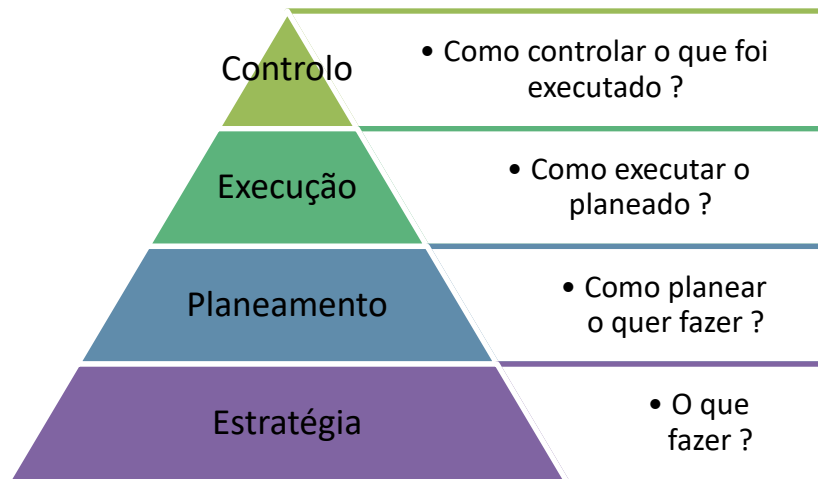 Controlo
• Como controlar o que foi
executado ?
Execução
• Como executar o
planeado ?
Planeamento
• Como planear
o quer fazer ?
Estratégia
• O que
fazer ?